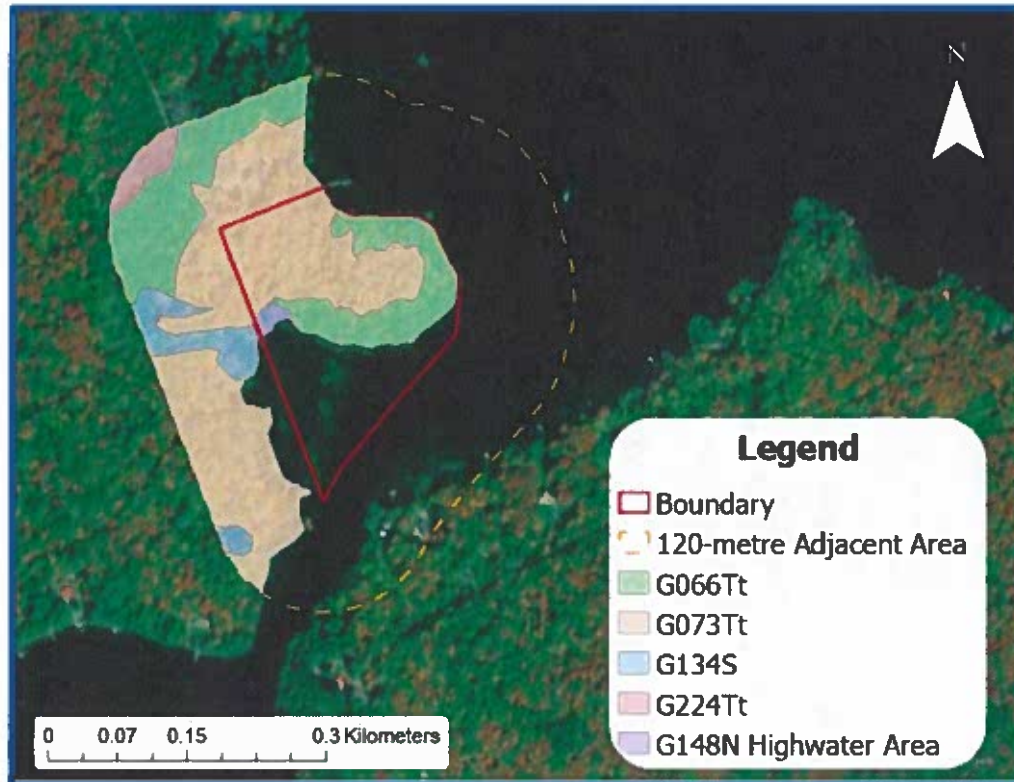 N
Legend
Boundary
120-metre Adjacent Area
G066Tt
G073Tt
G134S
G224Tt
G148N Highwater Area
0 0.07 0.15 0.3 Kilometers